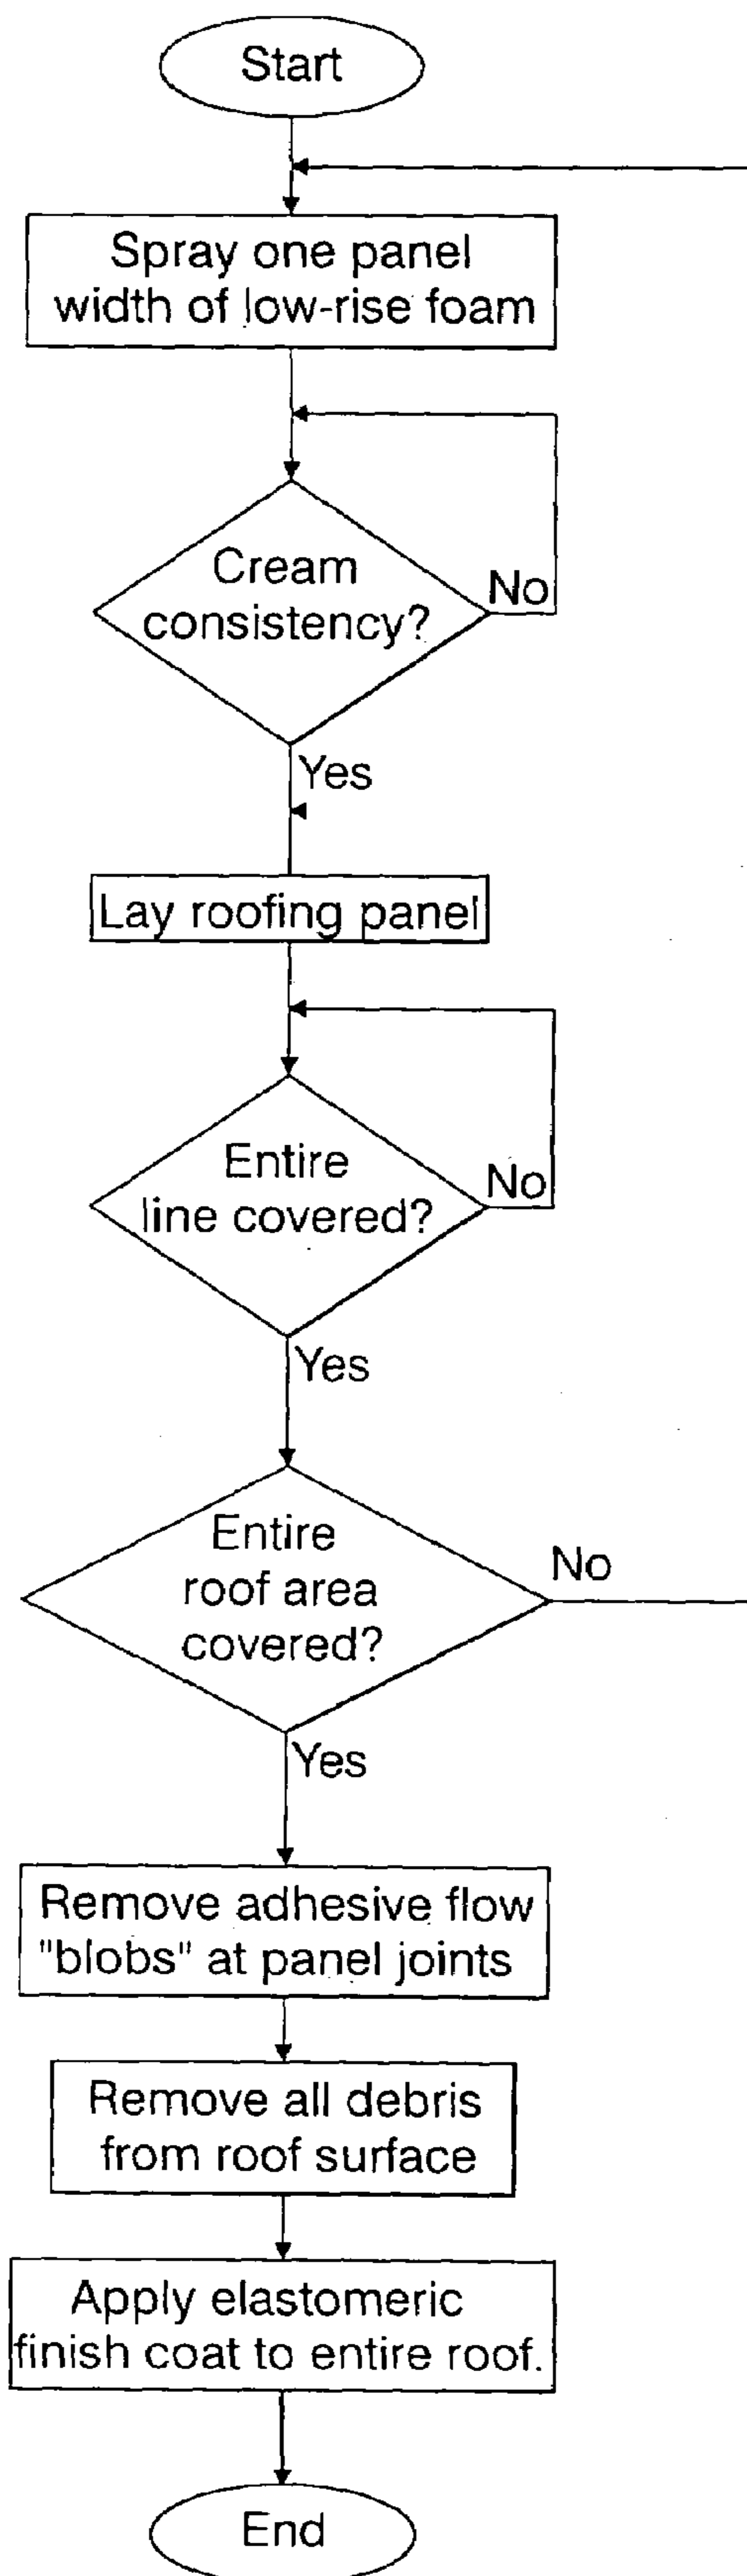 Start
Spray one panel
width of low-rise foam
Cream
consistency?
No
Yes
Lay roofing panel
Entire
line covered?
No
Yes
Entire
roof area
covered?
No
Yes
Remove adhesive flow
"blobs" at panel joints
Remove all debris
from roof surface
Apply elastomeric
finish coat to entire roof.
End